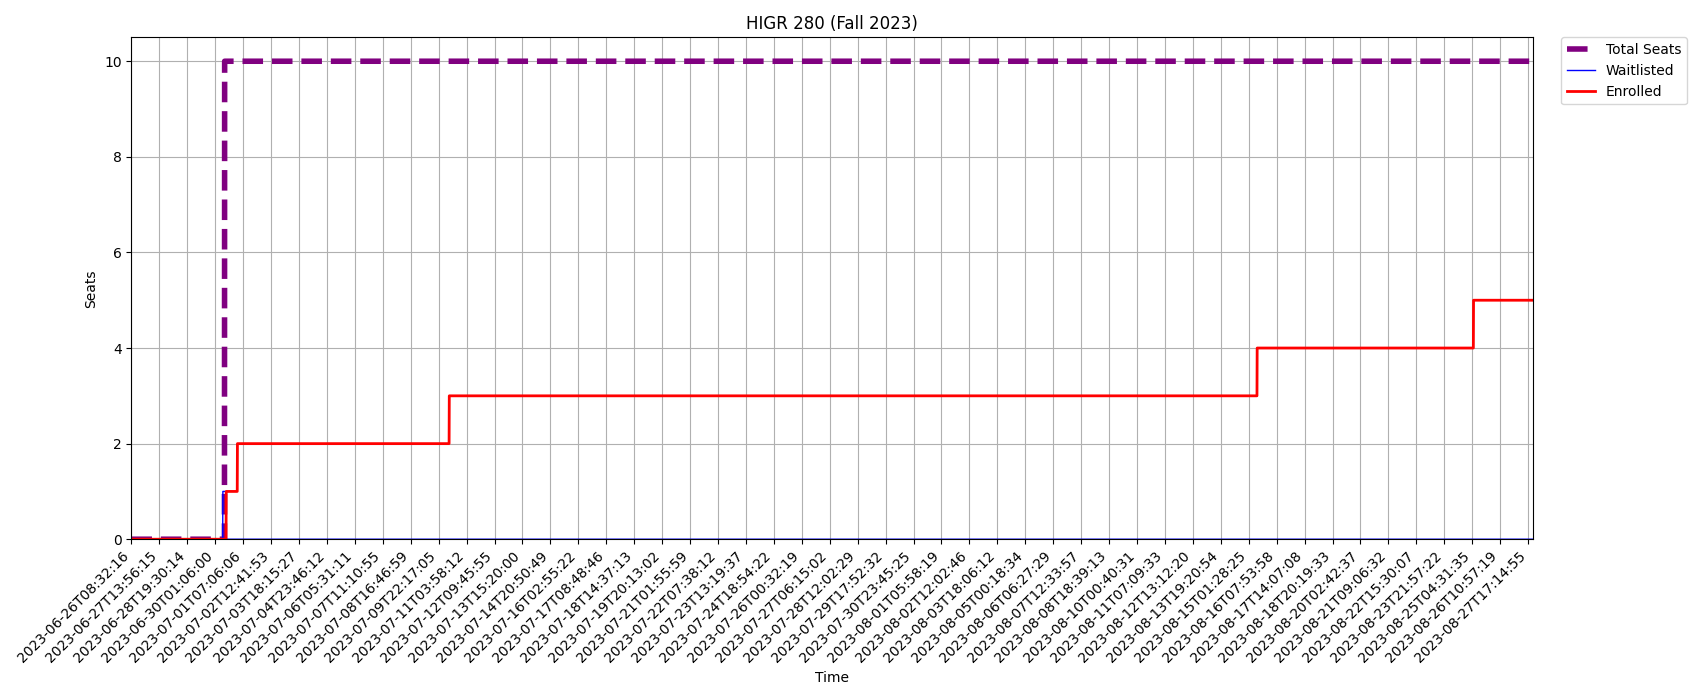 HIGR 280 (Fall 2023)
Total Seats
Waitlisted
Enrolled
Seats
10
8
6
4
2
0
2023-06-26T08:32:16
2023-06-27T13:56:15
2023-06-28T19:30:14
2023-06-30T01:06:00
2023-07-01T07:06:06
2023-07-02T12:41:53
2023-07-03T18:15:27
2023-07-04T23:46:12
2023-07-06T05:31:11
2023-07-07T11:10:55
2023-07-08T16:46:59
2023-07-09T22:17:05
2023-07-11T03:58:12
2023-07-12T09:45:55
2023-07-13T15:20:00
2023-07-14T20:50:49
2023-07-16T02:55:22
2023-07-17T08:48:46
2023-07-18T14:37:13
2023-07-19T20:13:02
2023-07-21T01:55:59
2023-07-22T07:38:12
2023-07-23T13:19:37
2023-07-24T18:54:22
2023-07-26T00:32:19
2023-07-27T06:15:02
2023-07-28T12:02:29
2023-07-29T17:52:32
2023-07-30T23:45:25
2023-08-01T05:58:19
2023-08-02T12:02:46
2023-08-03T18:06:12
2023-08-05T00:18:34
2023-08-06T06:27:29
2023-08-07T12:33:57
2023-08-08T18:39:13
2023-08-10T00:40:31
2023-08-11T07:09:33
2023-08-12T13:12:20
2023-08-13T19:20:54
2023-08-15T01:28:25
2023-08-16T07:53:58
2023-08-17T14:07:08
2023-08-18T20:19:33
2023-08-20T02:42:37
2023-08-21T09:06:32
2023-08-22T15:30:07
2023-08-23T21:57:22
2023-08-25T04:31:35
2023-08-26T10:57:19
2023-08-27T17:14:55
Time